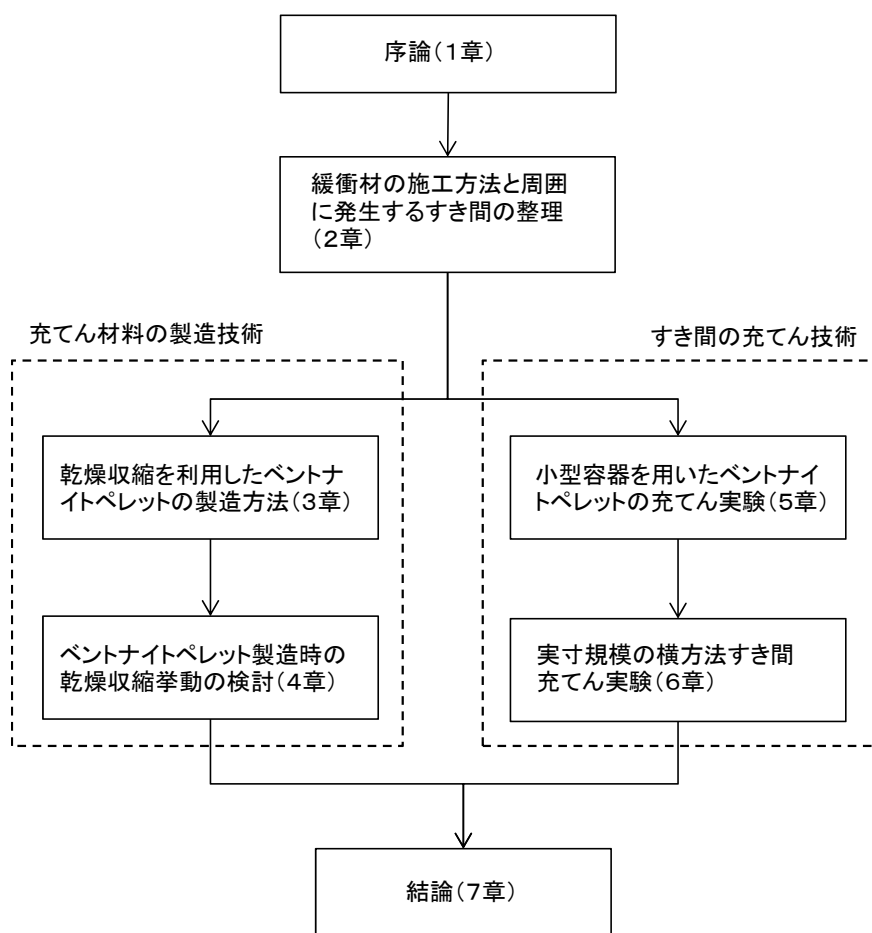 序論(1章)
緩衝材の施工方法と周囲
に発生するすき間の整理
(2章)
充てん材料の製造技術
乾燥収縮を利用したベントナ
イトペレットの製造方法(3章)
ベントナイトペレット製造時の
乾燥収縮挙動の検討(4章)
すき間の充てん技術
小型容器を用いたベントナイ
トペレットの充てん実験(5章)
実寸規模の横方法すき間
充てん実験(6章)
結論(7章)